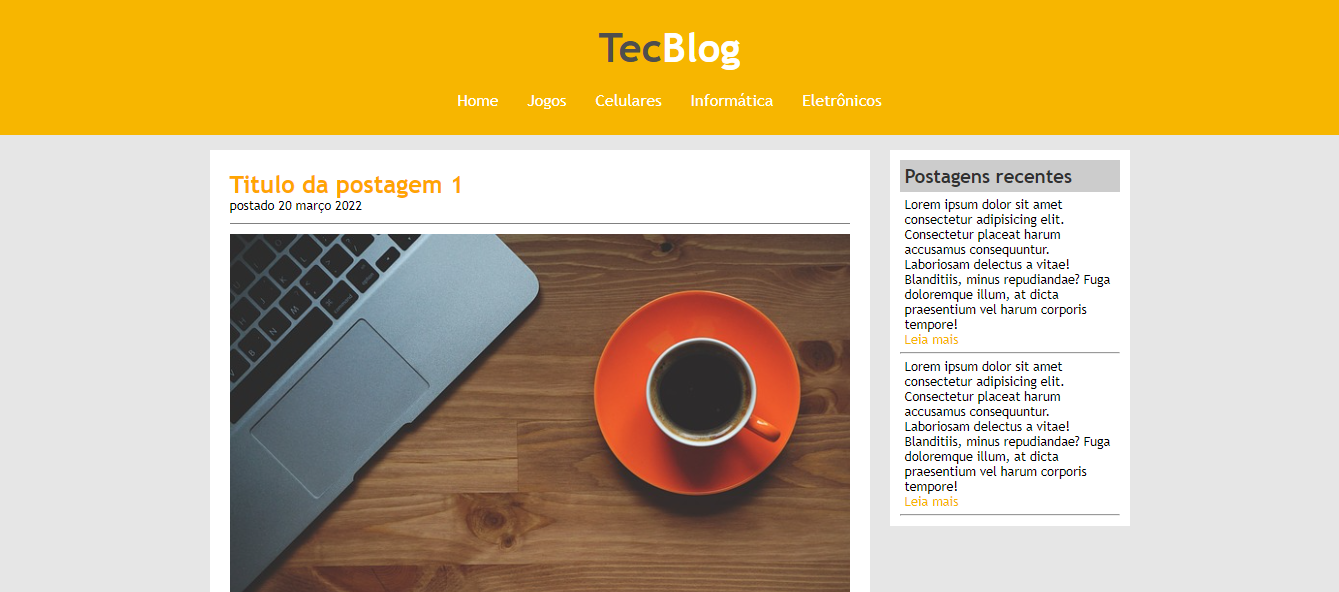 TecBlog
Home Jogos Celulares Informática Eletrônicos
Titulo da postagem 1
postado 20 março 2022
Postagens recentes
Lorem ipsum dolor sit amet
consectetur adipisicing elit.
Consectetur placeat harum
accusamus consequuntur.
Laboriosam delectus a vitae!
Blanditiis, minus repudiandae? Fuga
doloremque illum, at dicta
praesentium vel harum corporis
tempore!
Leia mais
Lorem ipsum dolor sit amet
consectetur adipisicing elit.
Consectetur placeat harum
accusamus consequuntur.
Laboriosam delectus a vitae!
Blanditiis, minus repudiandae? Fuga
doloremque illum, at dicta
praesentium vel harum corporis
tempore!
Leia mais